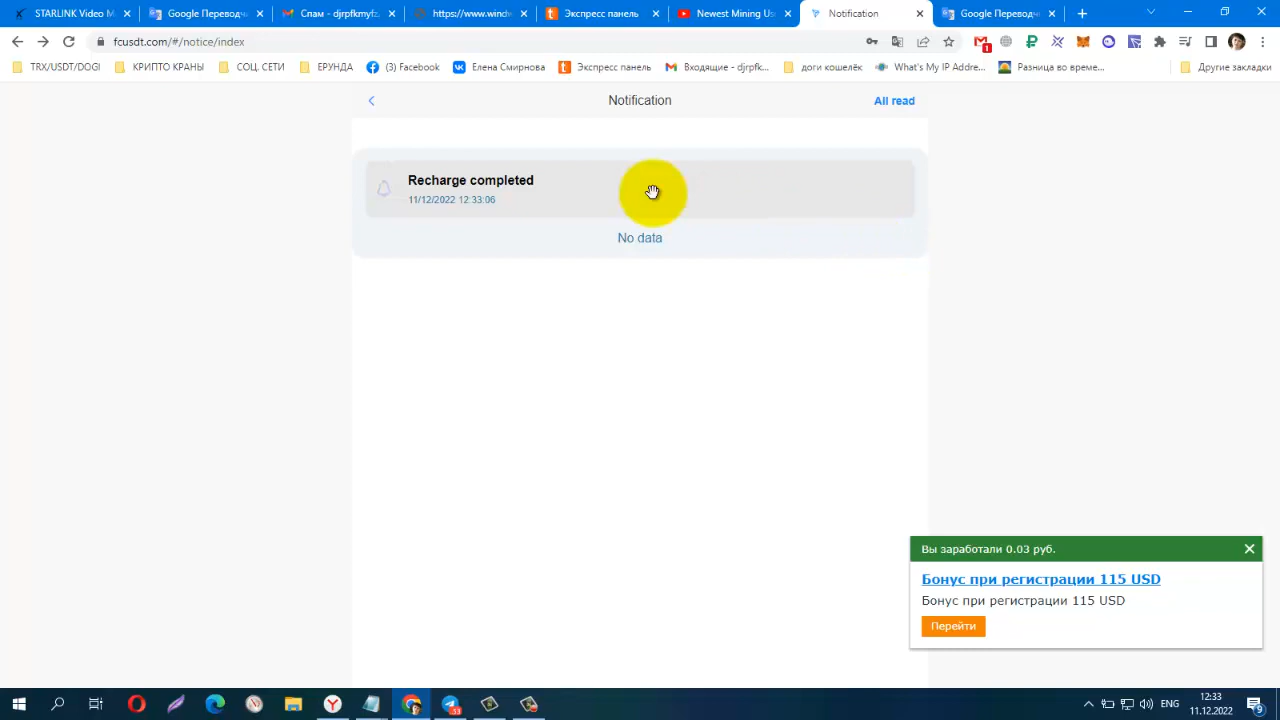 STARLINK Video M
Google Переводч
Спам - djrpfkmyfz
https://www.windw
Экспресс панель
Newest Mining Us
Notification
Google Переводч
fcusdt.com/#/notice/index
1
TRX/USDT/DOGI
КРИПТО КРАНЫ
СОЦ. СЕТИ
ЕРУНДА
(3) Facebook
Елена Смирнова
Экспресс панель
Входящие - djrpfk...
доги кошелёк
What's My IP Addre...
Разница во време...
Другие закладки
Notification
All read
Recharge completed
11/12/2022 12:33:06
No data
Вы заработали 0.03 руб.
Бонус при регистрации 115 USD
Бонус при регистрации 115 USD
Перейти
ENG
12:33
11.12.2022
9